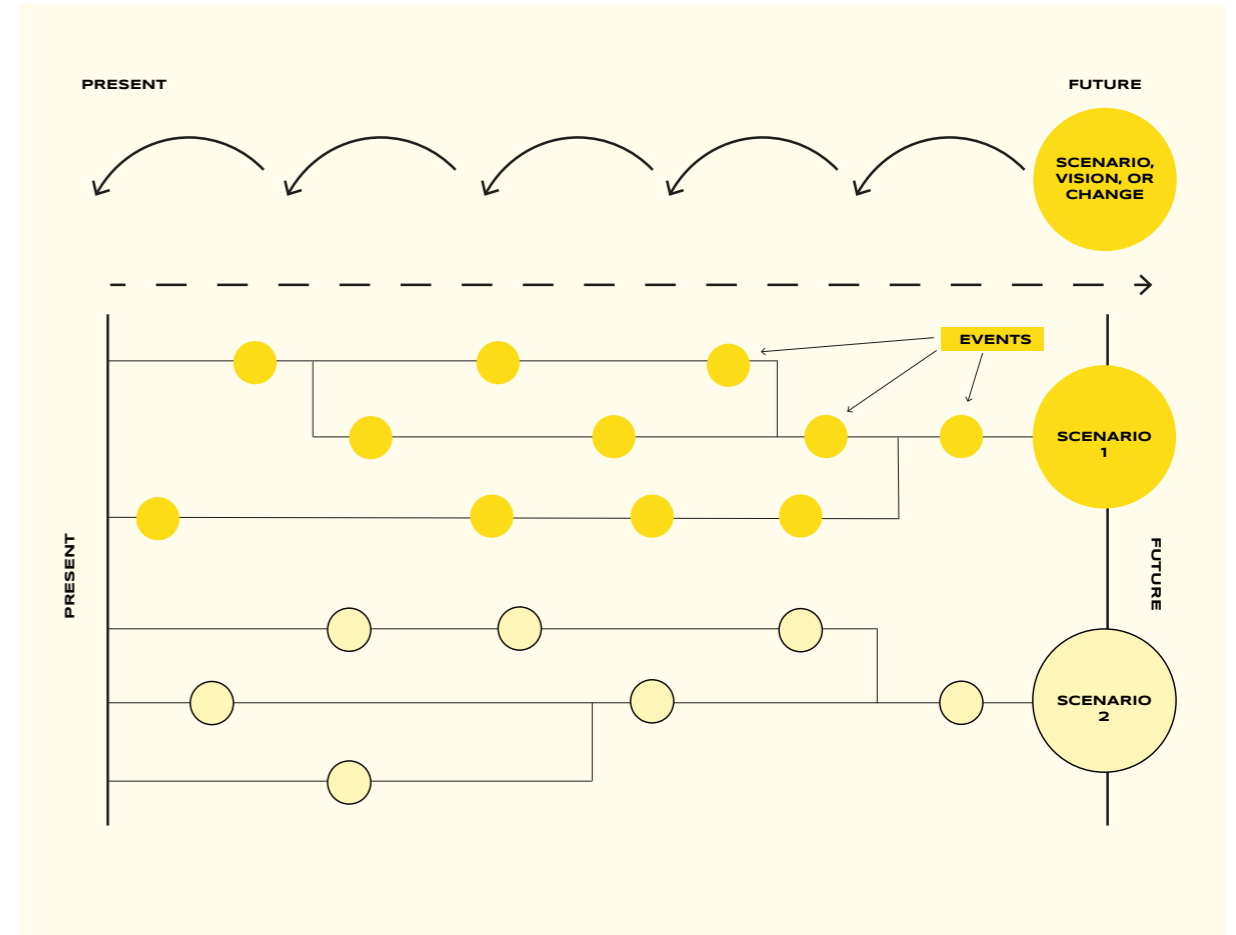 PRESENT
FUTURE
SCENARIO,
VISION, OR
CHANGE
EVENTS
SCENARIO
1
PRESENT
FUTURE
SCENARIO
2